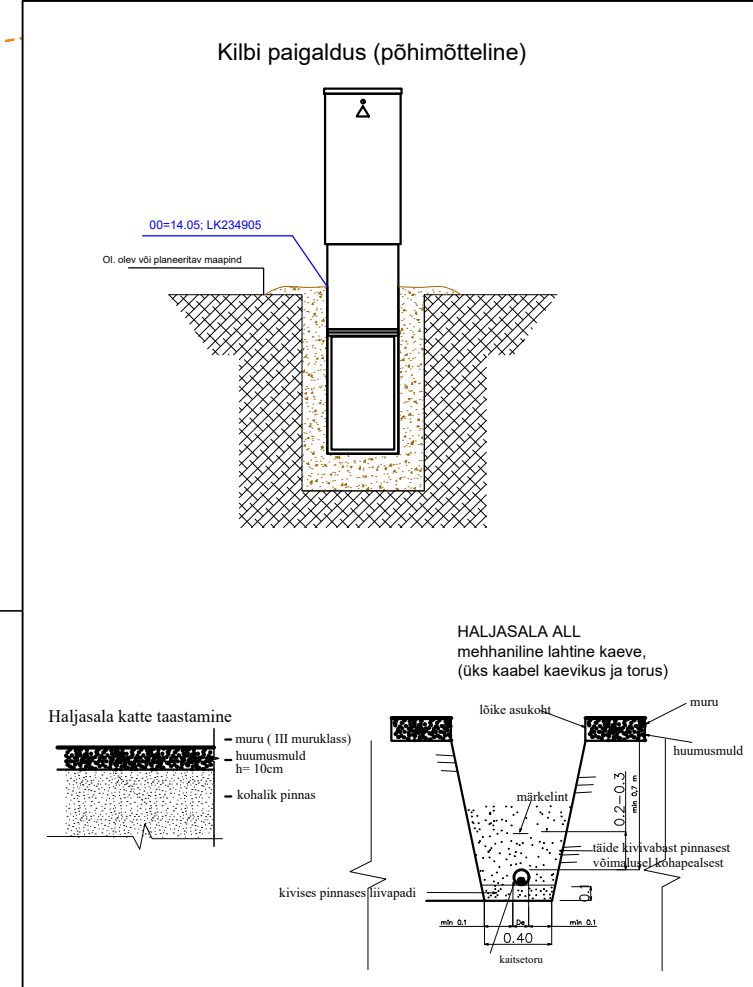 Kilbi paigaldus (põhimõtteline)
00=14.05; LK234905
Ol. olev või planeeritav maapind
HALJASALA ALL
mehhaniline lahtine kaeve,
(üks kaabel kaevikus ja torus)
Haljasala katte taastamine
muru ( III muruklass)
huumusmuld
h= 10cm
kohalik pinnas
lõike asukoht
muru
huumusmuld
märkelint
0.2-0.3
min 0,7 m
täide kivivabast pinnasest
võimalusel kohapealsest
kivises pinnases liivapadi
0.1
min 0.1
De
min 0.1
0.40
kaitsetoru